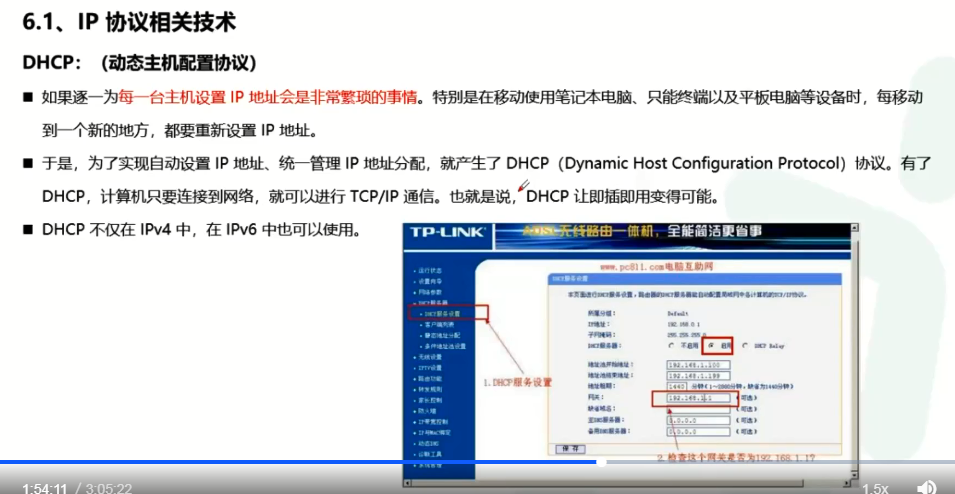 6.1、IP 协议相关技术
DHCP：（动态主机配置协议）
■ 如果逐一为每一台主机设置 IP 地址会是非常繁琐的事情。特别是在移动使用笔记本电脑、只能终端以及平板电脑等设备时，每移动
到一个新的地方，都要重新设置 IP 地址。
■ 于是，为了实现自动设置 IP 地址、统一管理 IP 地址分配，就产生了 DHCP（Dynamic Host Configuration Protocol）协议。有了
DHCP，计算机只要连接到网络，就可以进行 TCP/IP 通信。也就是说，DHCP 让即插即用变得可能。
■ DHCP 不仅在 IPv4 中，在 IPv6 中也可以使用。
TP-LINK
ADSL无线路由一体机，全能简洁更省事
www.pc811.com电脑互助网
运行状态
设置向导
网络参数
DHCP服务器
DHCP服务设置
客户端列表
静态地址分配
条件地址池设置
无线设置
IPTV设置
路由功能
转发规则
家长控制
防火墙
IP带宽控制
IP与MAC绑定
动态DNS
诊断工具
系统管理
DHCP服务设置
本页面进行DHCP服务设置，路由器的DHCP服务器能自动配置局域网中各计算机的TCP/IP协议。
所属分组： Default
IP地址： 192.168.0.1
子网掩码： 255.255.255.0
DHCP服务器： 不启用 启用 DHCP Relay
地址池开始地址： 192.168.1.100
地址池结束地址： 192.168.1.199
地址租期： 1440 分钟（1～2880分钟，缺省为1440分钟）
网关： 192.168.1.1 （可选）
缺省域名： （可选）
主DNS服务器： 0.0.0.0 （可选）
备用DNS服务器： 0.0.0.0 （可选）
保存
1.DHCP服务设置
2.检查这个网关是否为192.168.1.1?
1:54:11 / 3:05:22
1.5x